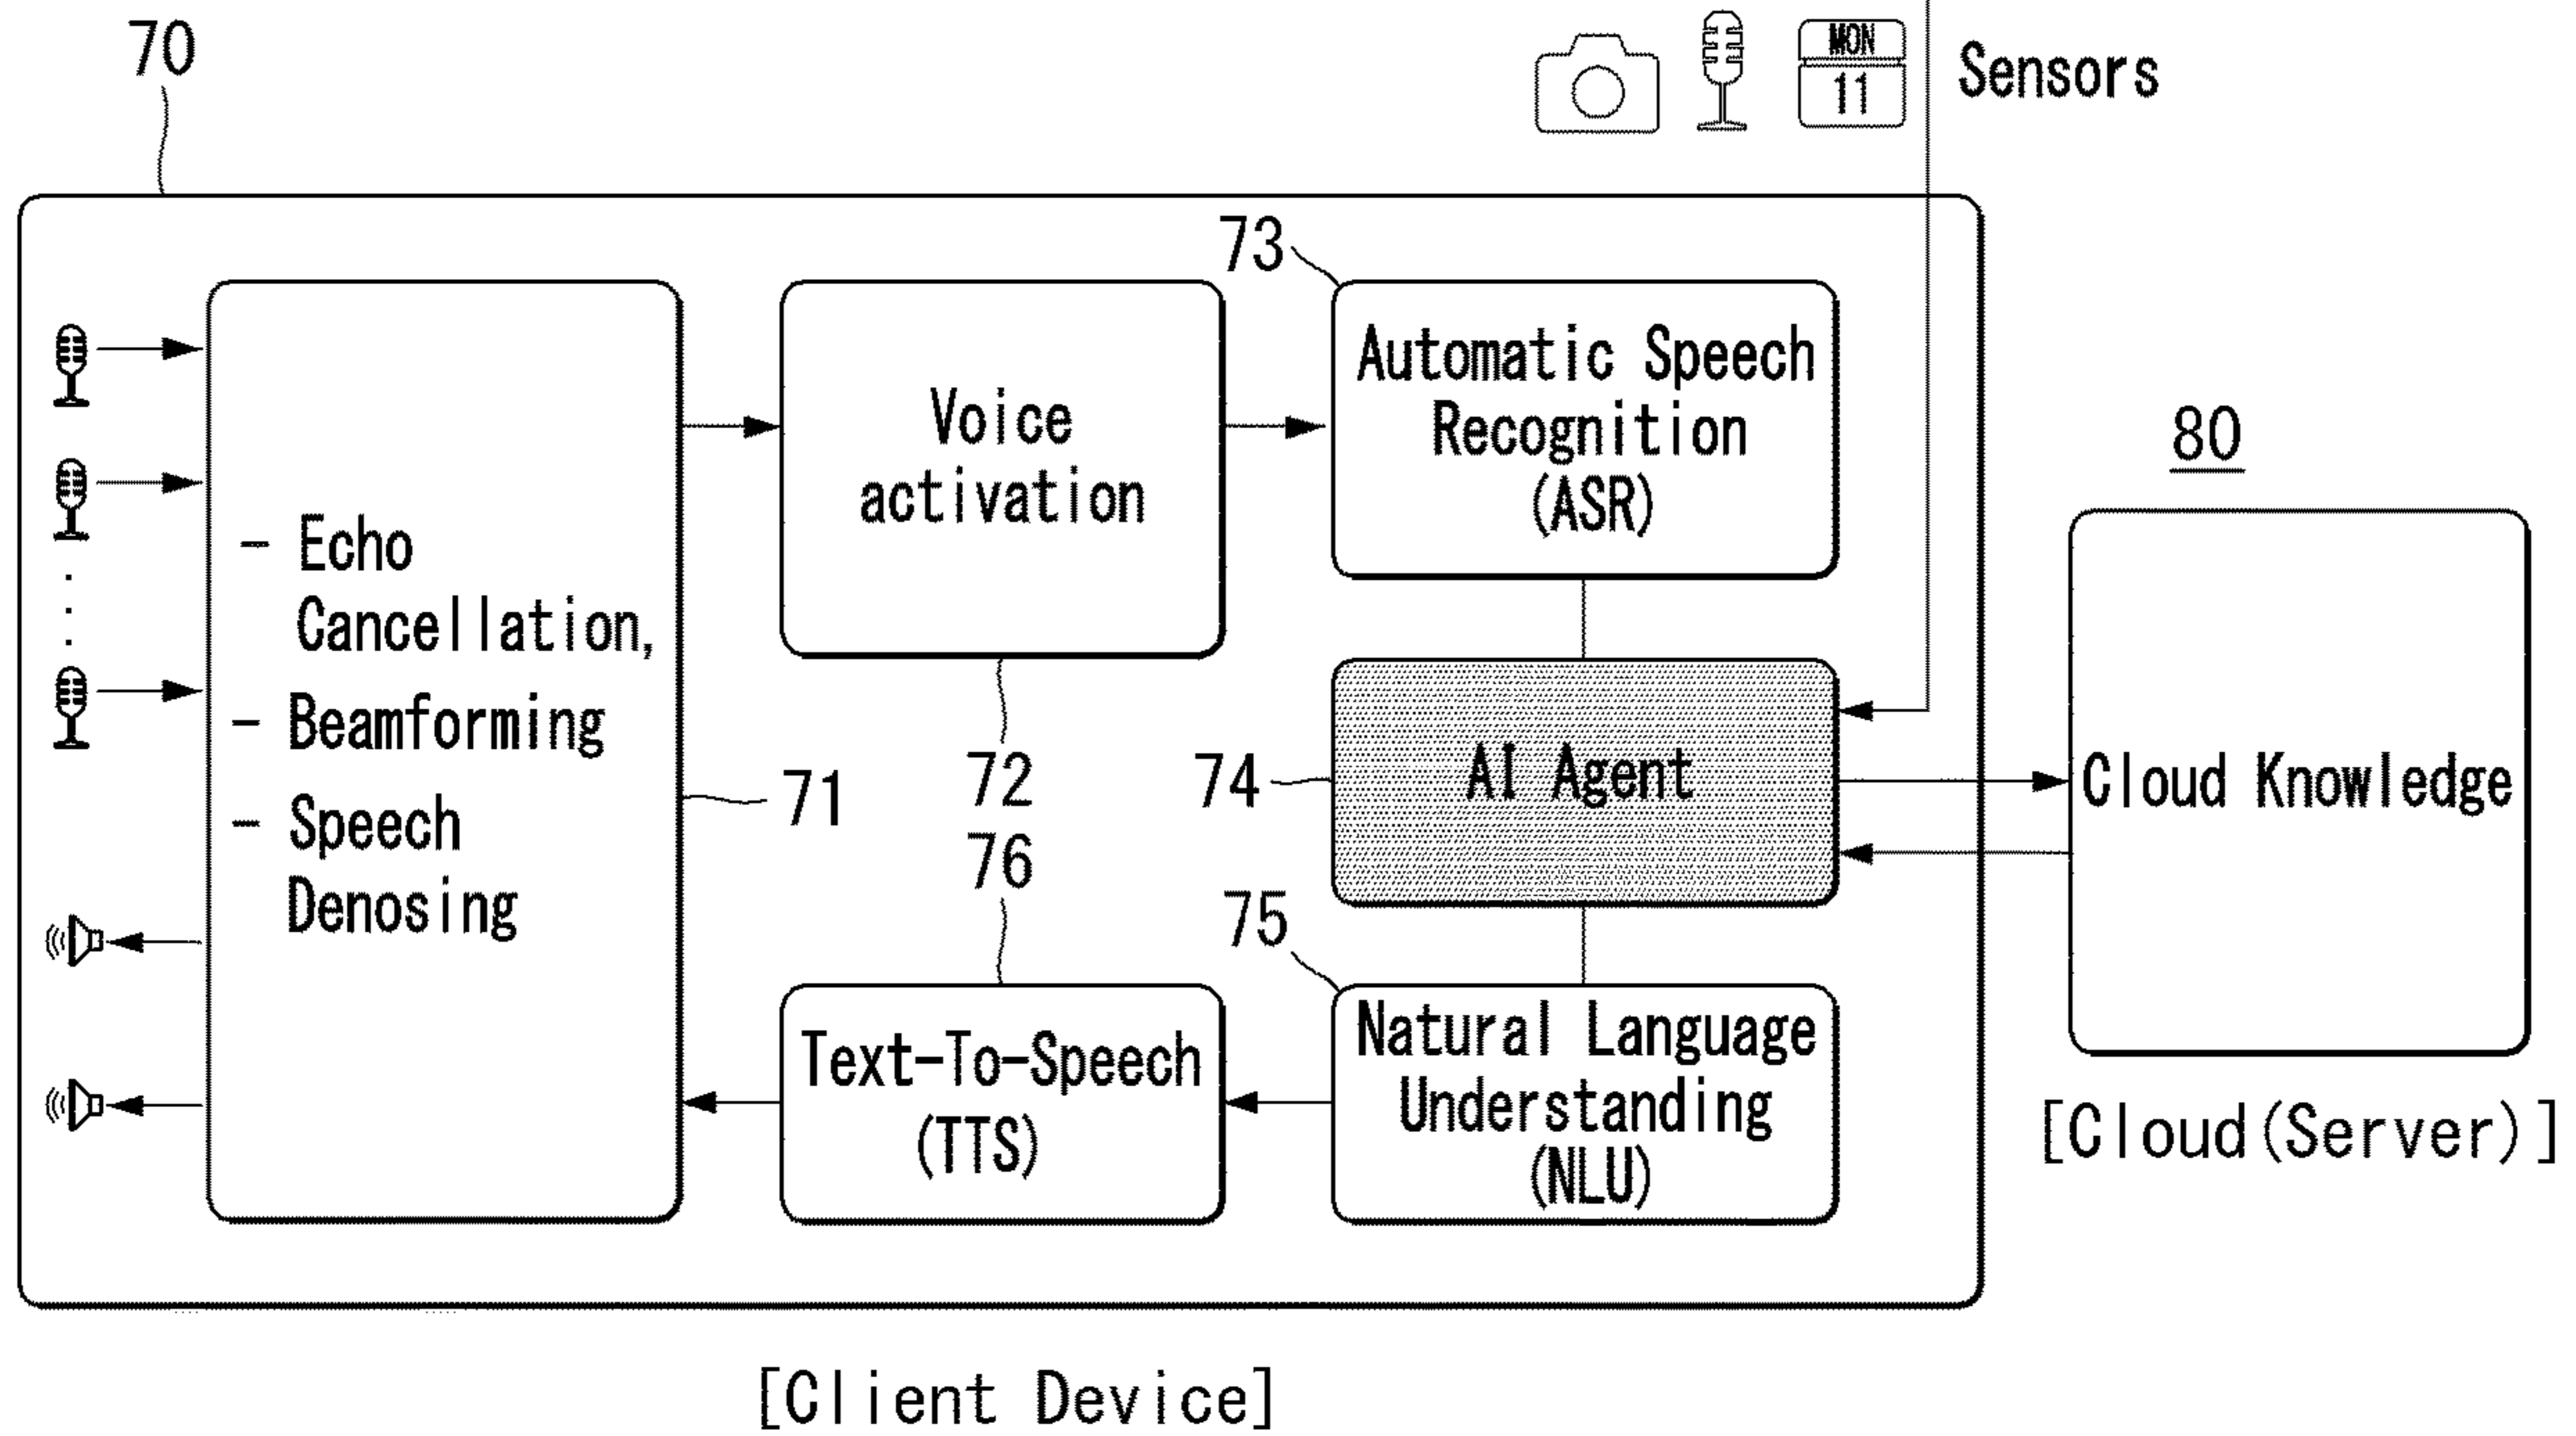 70
MON
11
Sensors
73
- Echo
Cancellation,
- Beamforming
- Speech
Denosing
71
Voice
activation
72
76
Automatic Speech
Recognition
(ASR)
74
AI Agent
75
Text-To-Speech
(TTS)
Natural Language
Understanding
(NLU)
80
Cloud Knowledge
[Cloud(Server)]
[Client Device]